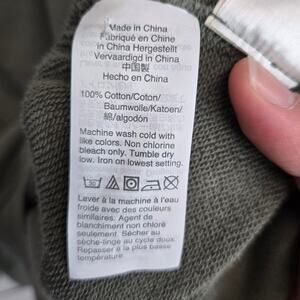 Made in China
Fabriqué en Chine
in China Hergestellt
Vervaardigd in China
中国製
Hecho en China
100% Cotton/Coton/
Baumwolle/Katoen/
綿/algodón
Machine wash cold with
like colors. Non chlorine
bleach only. Tumble dry
low. Iron on lowest setting.
Laver à la machine à l'eau
froide avec des couleurs
similaires. Agent de
blanchiment non chloré
seulement. Sécher au
sèche-linge au cycle doux.
Repasser à la plus basse
température.